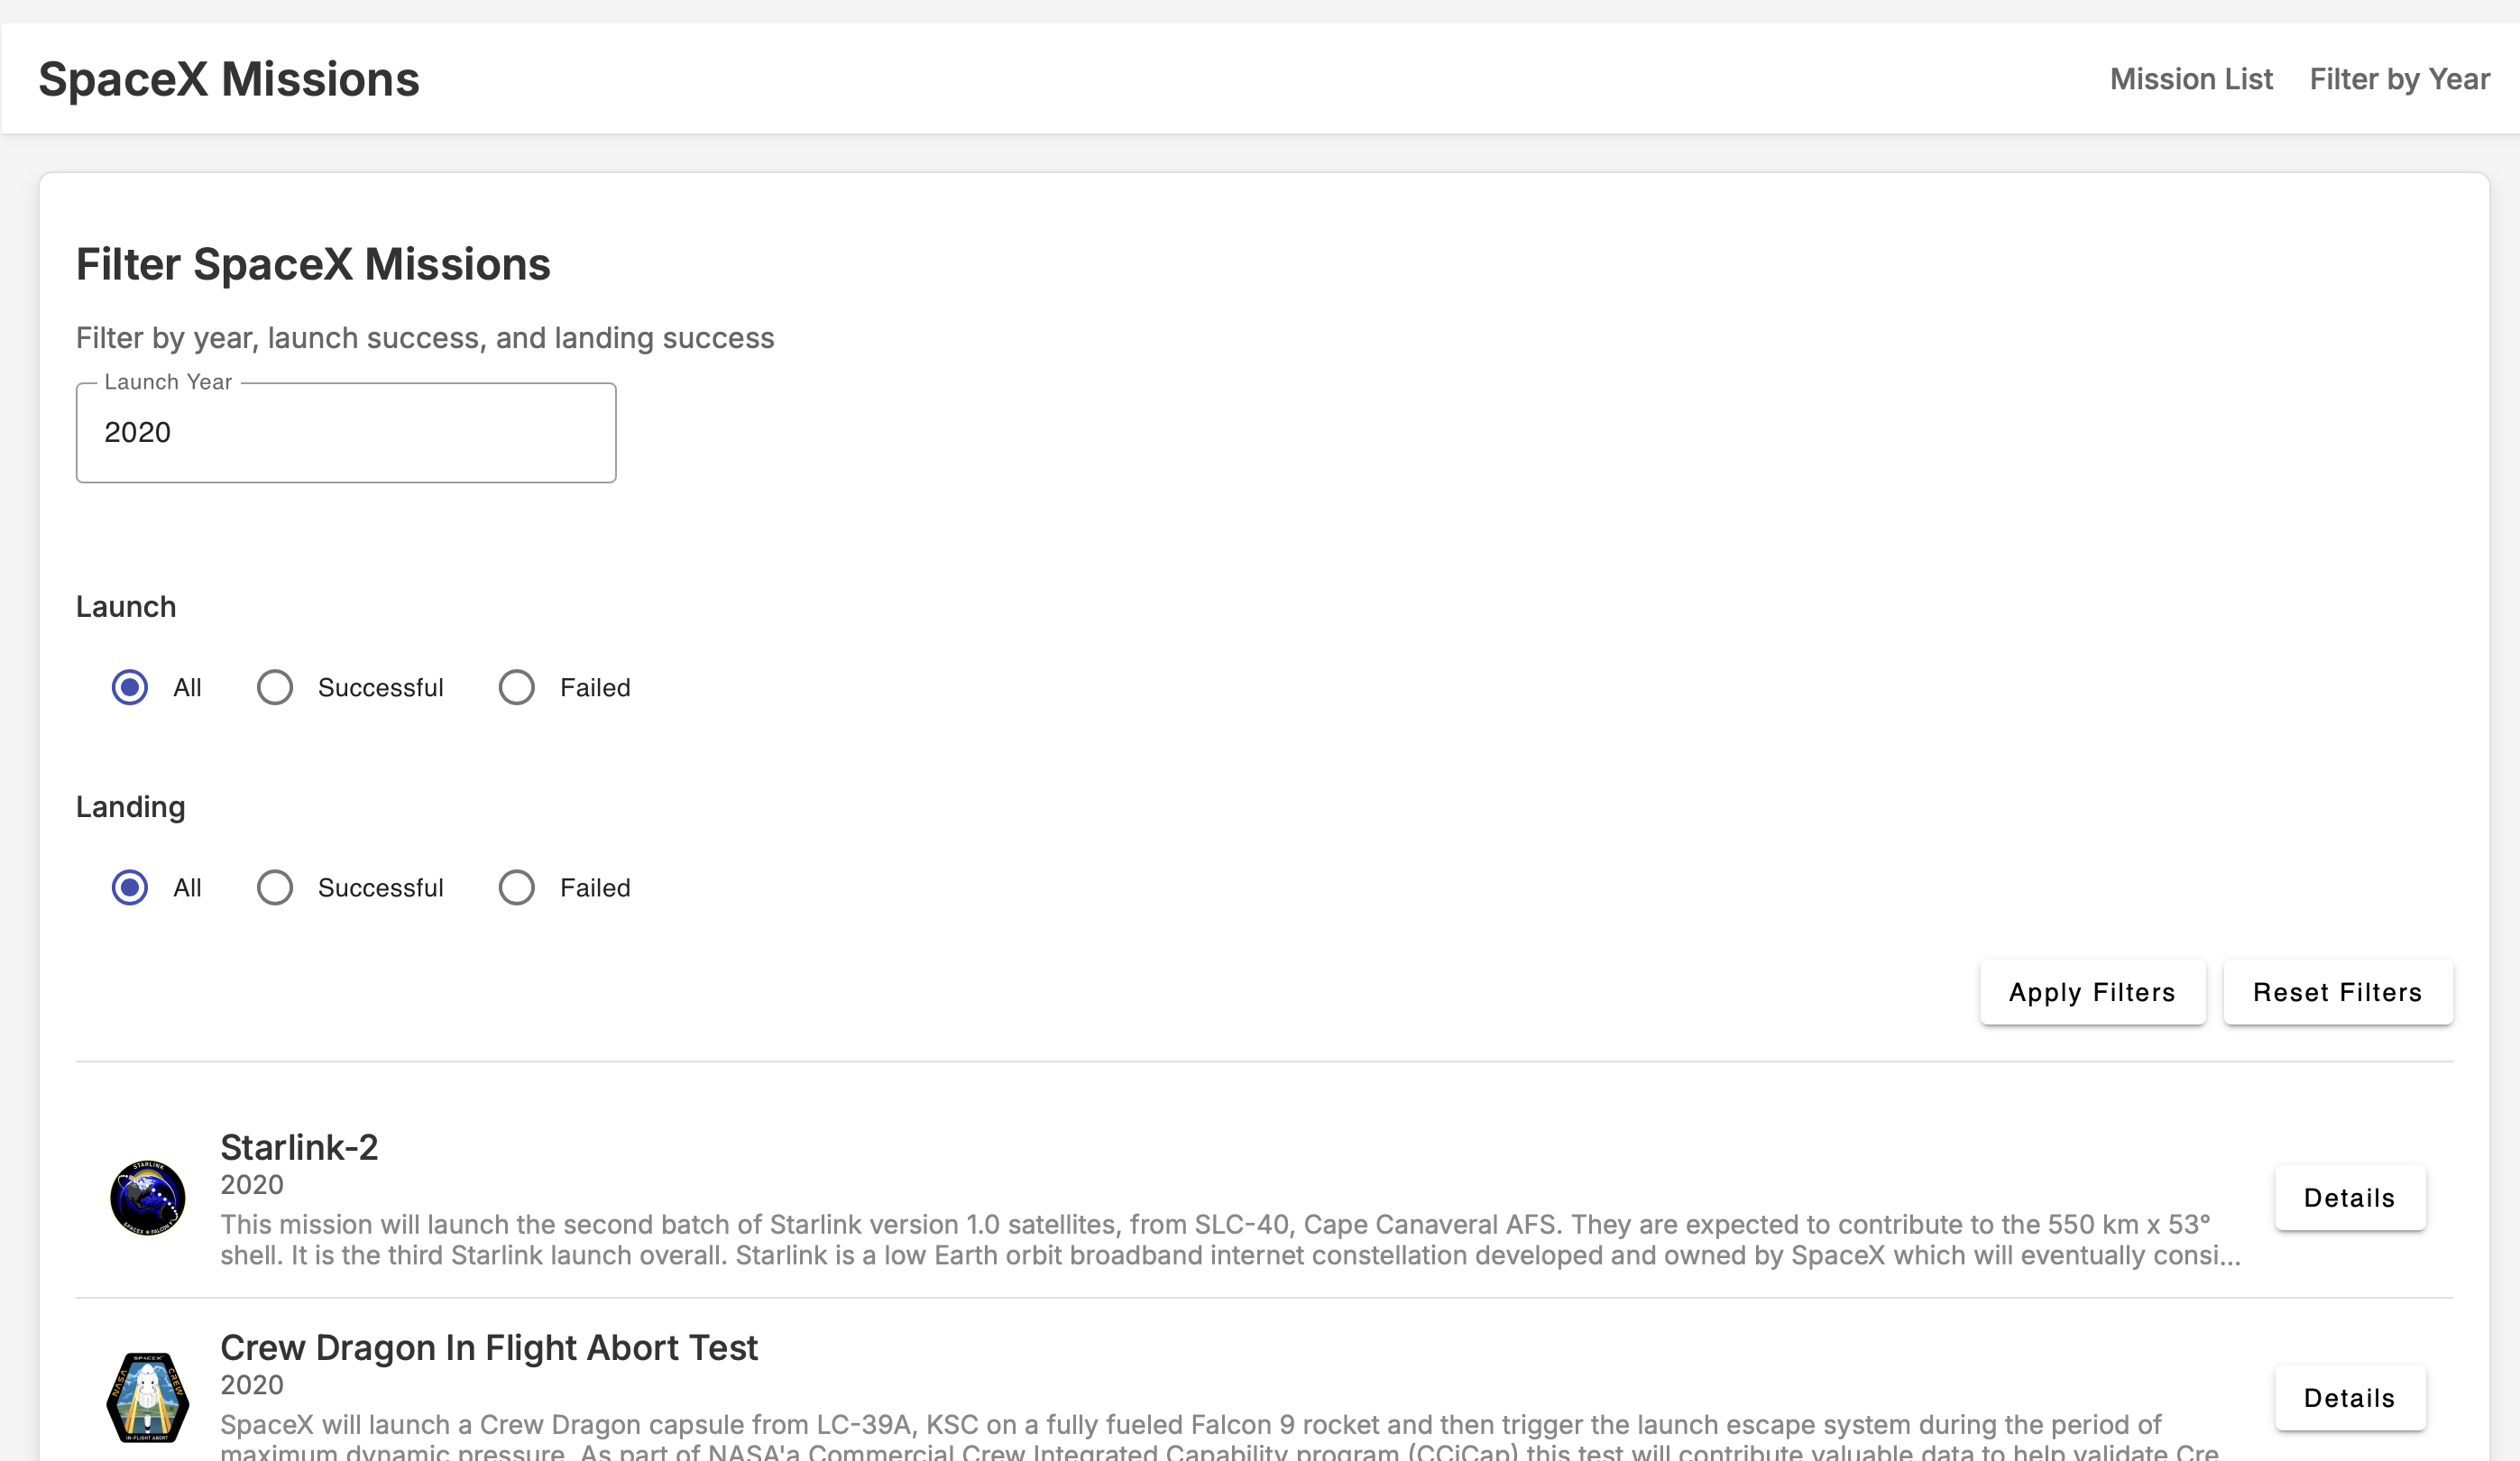 SpaceX Missions
Mission List
Filter by Year
Filter SpaceX Missions
Filter by year, launch success, and landing success
Launch Year
2020
Launch
All
Successful
Failed
Landing
All
Successful
Failed
Apply Filters
Reset Filters
STARLINK
Starlink-2
2020
This mission will launch the second batch of Starlink version 1.0 satellites, from SLC-40, Cape Canaveral AFS. They are expected to contribute to the 550 km x 53°
shell. It is the third Starlink launch overall. Starlink is a low Earth orbit broadband internet constellation developed and owned by SpaceX which will eventually consi...
Details
SPACEX
NASA
CREW
IN-FLIGHT ABORT
Crew Dragon In Flight Abort Test
2020
SpaceX will launch a Crew Dragon capsule from LC-39A, KSC on a fully fueled Falcon 9 rocket and then trigger the launch escape system during the period of
maximum dynamic pressure. As part of NASA'a Commercial Crew Integrated Capability program (CCiCap) this test will contribute valuable data to help validate Cre
Details